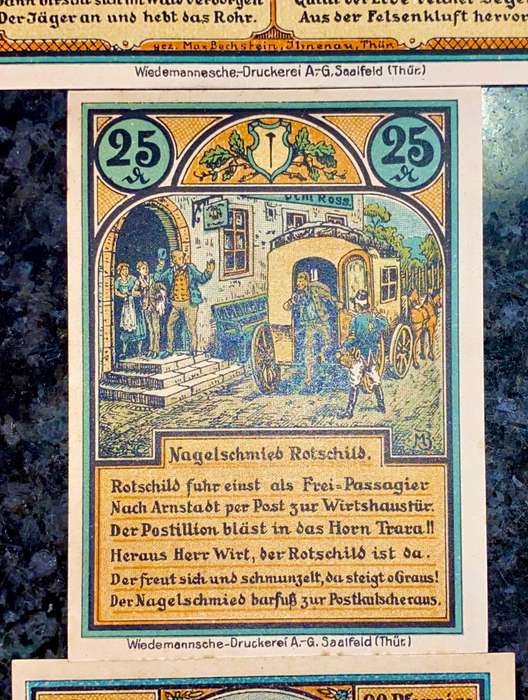 Der Jäger an und hebt das Rohr.
Aus der Felsenkluft hervor
gez. Max Bechstein, Ilmenau, Thür.
Wiedemannesche-Druckerei A.-G. Saalfeld (Thür.)
25
25
Dem Ross
MB
Nagelschmied Rotschild.
Rotschild fuhr einst als Frei=Passagier
Nach Arnstadt per Post zur Wirtshaustür.
Der Postillion bläst in das Horn Trara!!
Heraus Herr Wirt, der Rotschild ist da.
Der freut sich und schmunzelt, da steigt o Graus!
Der Nagelschmied barfuß zur Postkutsche raus.
Wiedemannsche-Druckerei A.-G. Saalfeld (Thür.)